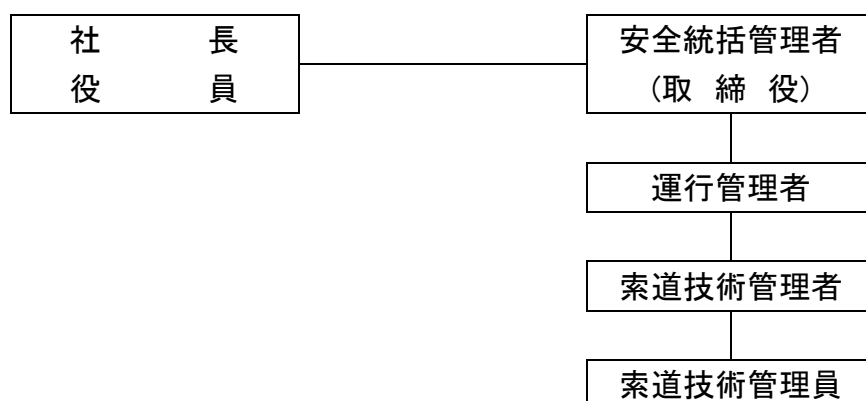 社　　　長
役　　　員
安全統括管理者
（取 締 役）
運行管理者
索道技術管理者
索道技術管理員